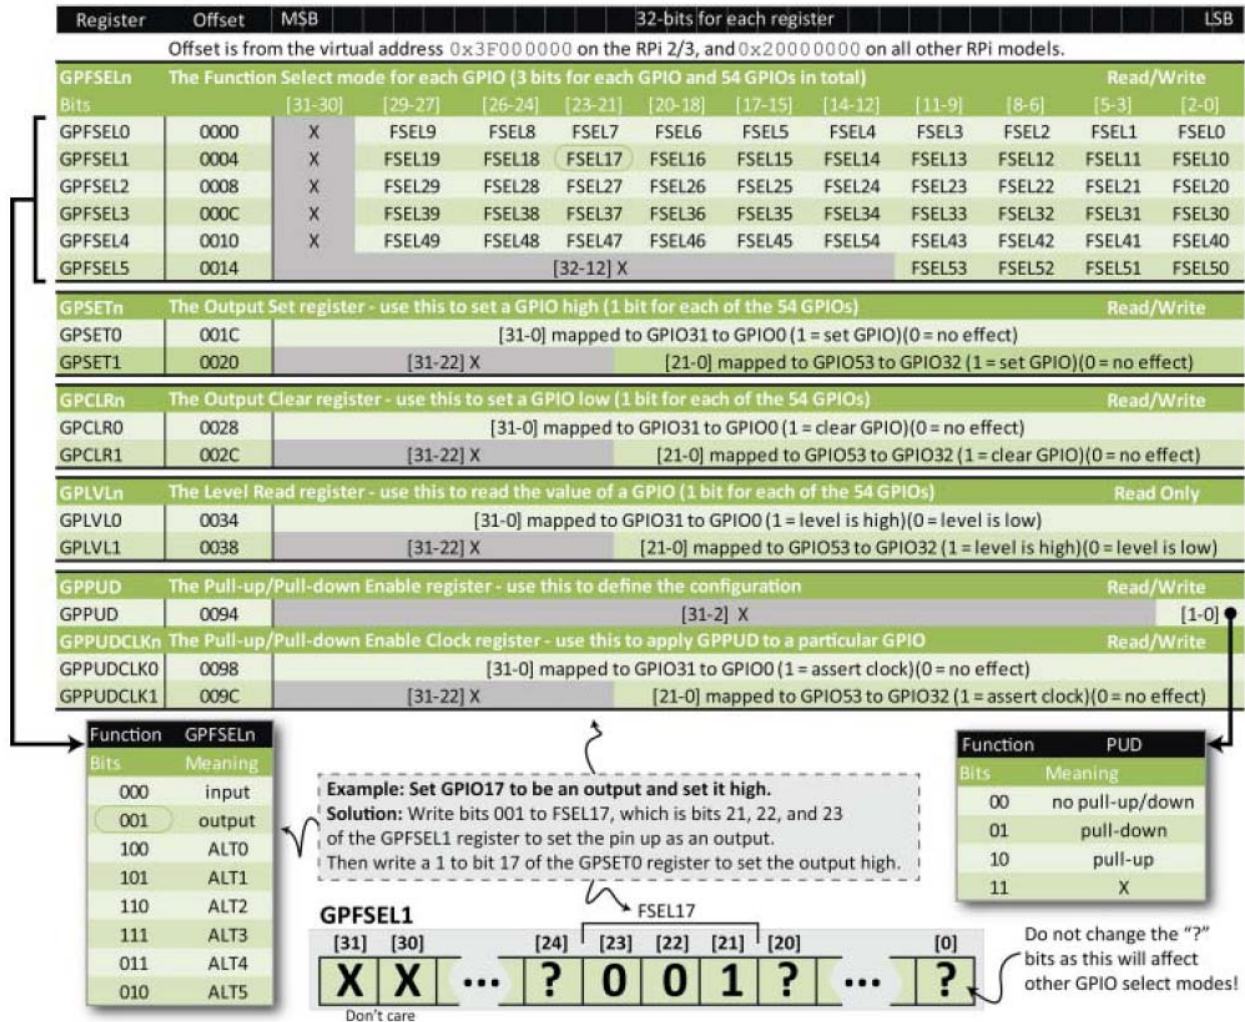 Register Offset MSB 32-bits for each register LSB
Offset is from the virtual address 0x3F000000 on the RPi 2/3, and 0x20000000 on all other RPi models.
GPFSELn The Function Select mode for each GPIO (3 bits for each GPIO and 54 GPIOs in total) Read/Write
Bits [31-30] [29-27] [26-24] [23-21] [20-18] [17-15] [14-12] [11-9] [8-6] [5-3] [2-0]
GPFSEL0 0000 X FSEL9 FSEL8 FSEL7 FSEL6 FSEL5 FSEL4 FSEL3 FSEL2 FSEL1 FSEL0
GPFSEL1 0004 X FSEL19 FSEL18 FSEL17 FSEL16 FSEL15 FSEL14 FSEL13 FSEL12 FSEL11 FSEL10
GPFSEL2 0008 X FSEL29 FSEL28 FSEL27 FSEL26 FSEL25 FSEL24 FSEL23 FSEL22 FSEL21 FSEL20
GPFSEL3 000C X FSEL39 FSEL38 FSEL37 FSEL36 FSEL35 FSEL34 FSEL33 FSEL32 FSEL31 FSEL30
GPFSEL4 0010 X FSEL49 FSEL48 FSEL47 FSEL46 FSEL45 FSEL54 FSEL43 FSEL42 FSEL41 FSEL40
GPFSEL5 0014 [32-12] X FSEL53 FSEL52 FSEL51 FSEL50
GPSETn The Output Set register - use this to set a GPIO high (1 bit for each of the 54 GPIOs) Read/Write
GPSET0 001C [31-0] mapped to GPIO31 to GPIO0 (1 = set GPIO)(0 = no effect)
GPSET1 0020 [31-22] X [21-0] mapped to GPIO53 to GPIO32 (1 = set GPIO)(0 = no effect)
GPCLRn The Output Clear register - use this to set a GPIO low (1 bit for each of the 54 GPIOs) Read/Write
GPCLR0 0028 [31-0] mapped to GPIO31 to GPIO0 (1 = clear GPIO)(0 = no effect)
GPCLR1 002C [31-22] X [21-0] mapped to GPIO53 to GPIO32 (1 = clear GPIO)(0 = no effect)
GPLVLn The Level Read register - use this to read the value of a GPIO (1 bit for each of the 54 GPIOs) Read Only
GPLVL0 0034 [31-0] mapped to GPIO31 to GPIO0 (1 = level is high)(0 = level is low)
GPLVL1 0038 [31-22] X [21-0] mapped to GPIO53 to GPIO32 (1 = level is high)(0 = level is low)
GPPUD The Pull-up/Pull-down Enable register - use this to define the configuration Read/Write
GPPUD 0094 [31-2] X [1-0]
GPPUDCLKn The Pull-up/Pull-down Enable Clock register - use this to apply GPPUD to a particular GPIO Read/Write
GPPUDCLK0 0098 [31-0] mapped to GPIO31 to GPIO0 (1 = assert clock)(0 = no effect)
GPPUDCLK1 009C [31-22] X [21-0] mapped to GPIO53 to GPIO32 (1 = assert clock)(0 = no effect)
Function GPFSELn
Bits Meaning
000 input
001 output
100 ALT0
101 ALT1
110 ALT2
111 ALT3
011 ALT4
010 ALT5
Example: Set GPIO17 to be an output and set it high.
Solution: Write bits 001 to FSEL17, which is bits 21, 22, and 23
of the GPFSEL1 register to set the pin up as an output.
Then write a 1 to bit 17 of the GPSET0 register to set the output high.
Function PUD
Bits Meaning
00 no pull-up/down
01 pull-down
10 pull-up
11 X
GPFSEL1 FSEL17
[31] [30] [24] [23] [22] [21] [20] [0]
X X ... ? 0 0 1 ? ... ?
Don't care
Do not change the "?"
bits as this will affect
other GPIO select modes!